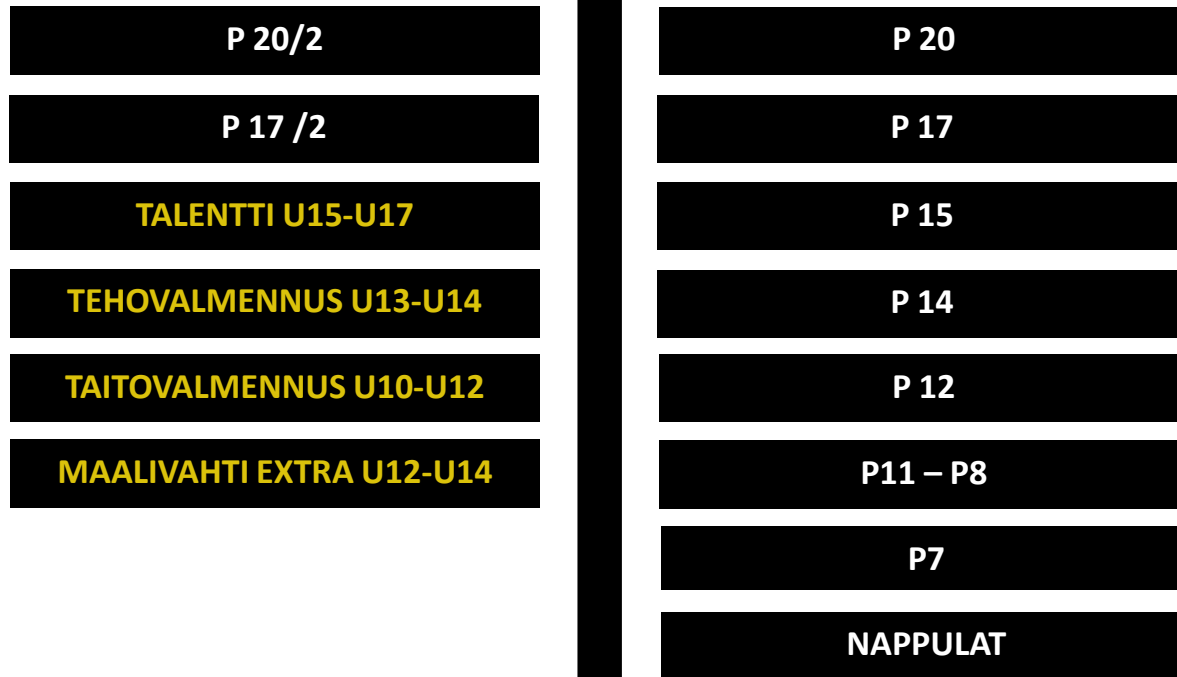 P 20/2
P 17 /2
TALENTTI U15-U17
TEHOVALMENNUS U13-U14
TAITOVALMENNUS U10-U12
MAALIVAHTI EXTRA U12-U14
P 20
P 17
P 15
P 14
P 12
P11 – P8
P7
NAPPULAT